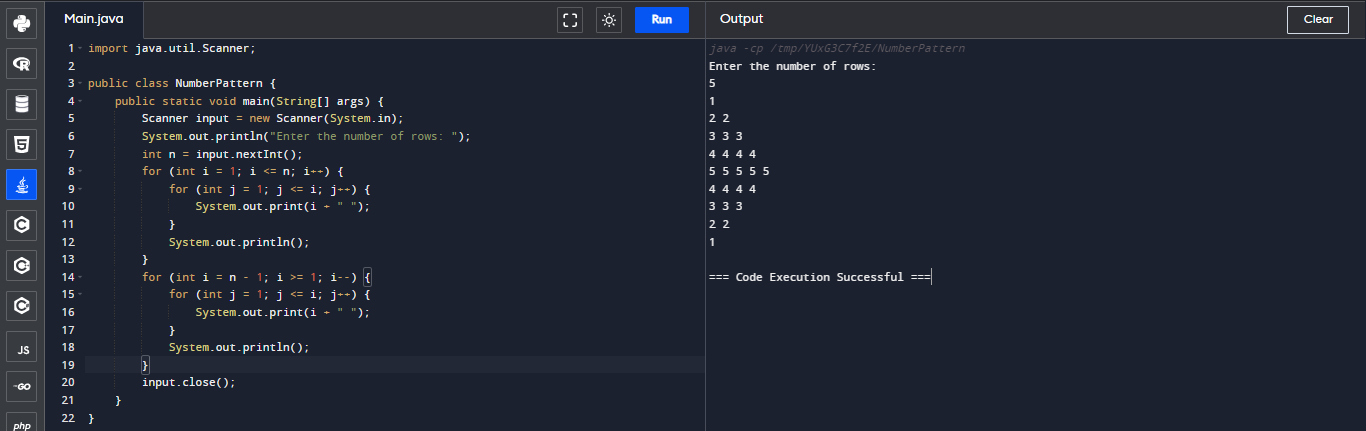 Main.java
Run
Output
Clear
1 import java.util.Scanner;
2
3 public class NumberPattern {
4     public static void main(String[] args) {
5         Scanner input = new Scanner(System.in);
6         System.out.println("Enter the number of rows: ");
7         int n = input.nextInt();
8         for (int i = 1; i <= n; i++) {
9             for (int j = 1; j <= i; j++) {
10                 System.out.print(i + " ");
11             }
12             System.out.println();
13         }
14         for (int i = n - 1; i >= 1; i--) {
15             for (int j = 1; j <= i; j++) {
16                 System.out.print(i + " ");
17             }
18             System.out.println();
19         }
20         input.close();
21     }
22 }
java -cp /tmp/YUxG3C7f2E/NumberPattern
Enter the number of rows:
5
1
2 2
3 3 3
4 4 4 4
5 5 5 5 5
4 4 4 4
3 3 3
2 2
1
=== Code Execution Successful ===
R
5
C
C
C
JS
GO
php